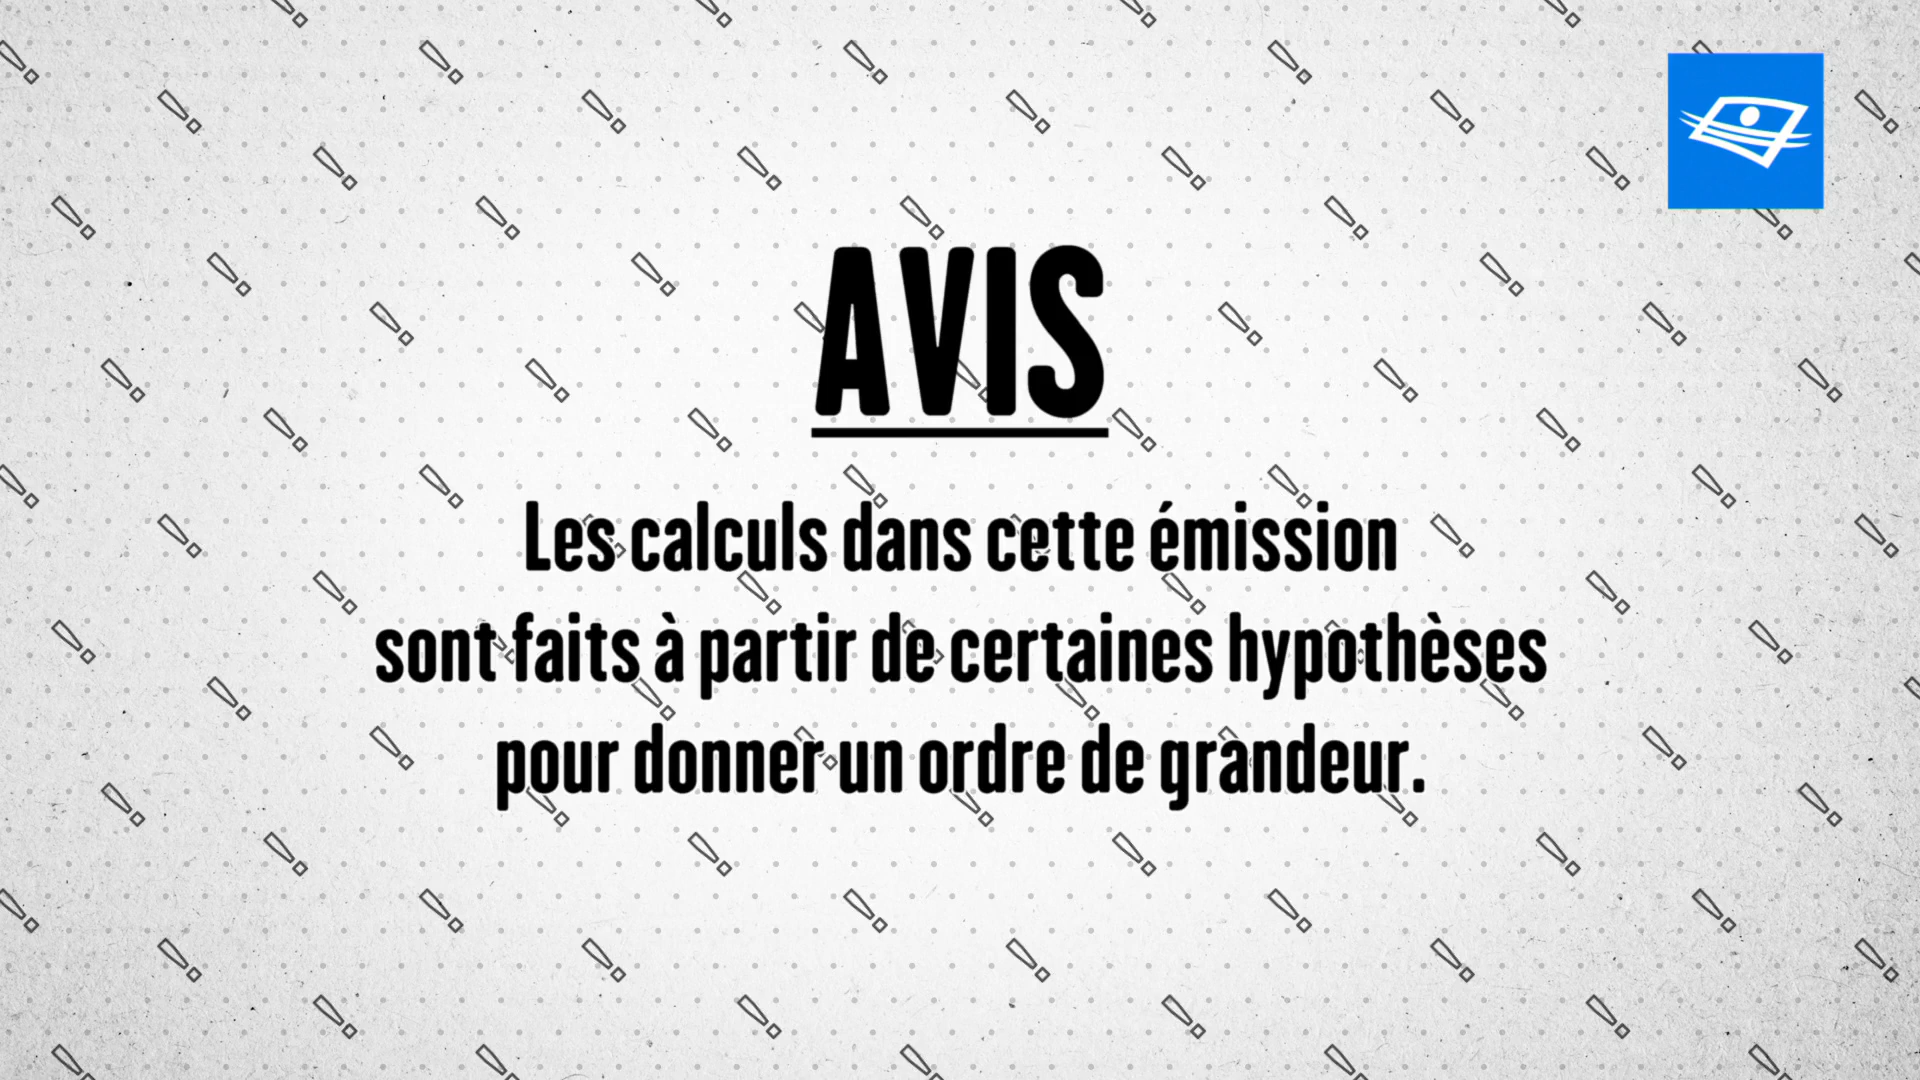 AVIS
Les calculs dans cette émission
sont faits à partir de certaines hypothèses
pour donner un ordre de grandeur.